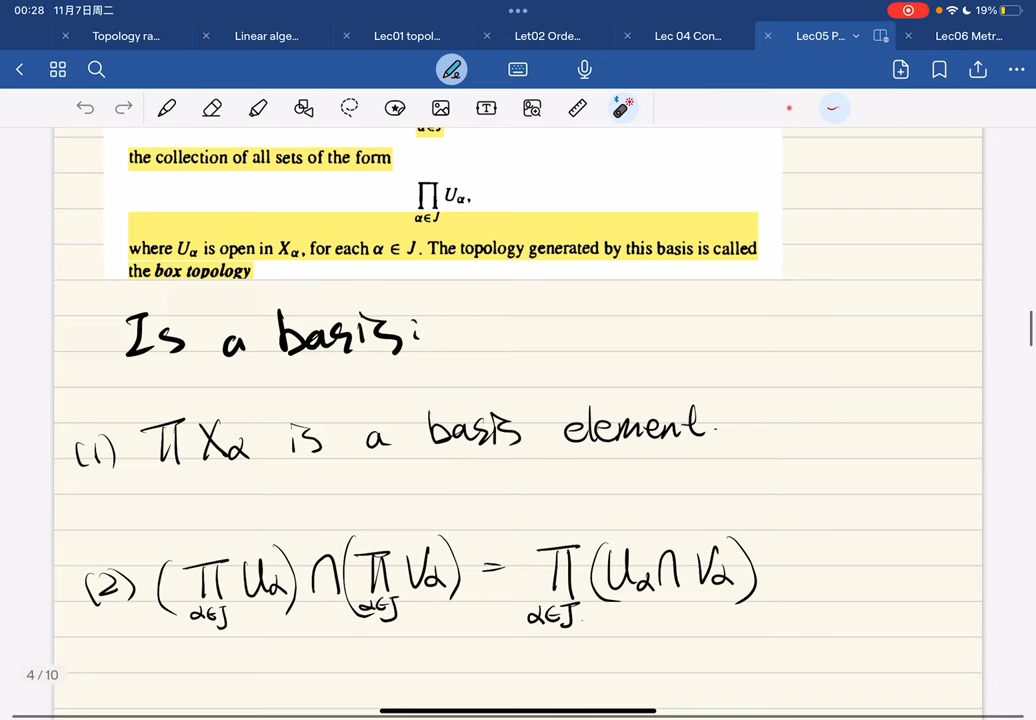 00:28 11月7日周二
19%
Topology ra...
Linear alge...
Lec01 topol...
Let02 Orde...
Lec 04 Con...
Lec05 P...
Lec06 Metr...
α∈J
the collection of all sets of the form
∏ Uα,
α∈J
where Uα is open in Xα, for each α ∈ J. The topology generated by this basis is called
the box topology
Is a basis:
(1) ∏ Xα is a basis element.
(2) (∏ Uα) ∩ (∏ Vα) = ∏ (Uα ∩ Vα)
α∈J α∈J α∈J
4 / 10